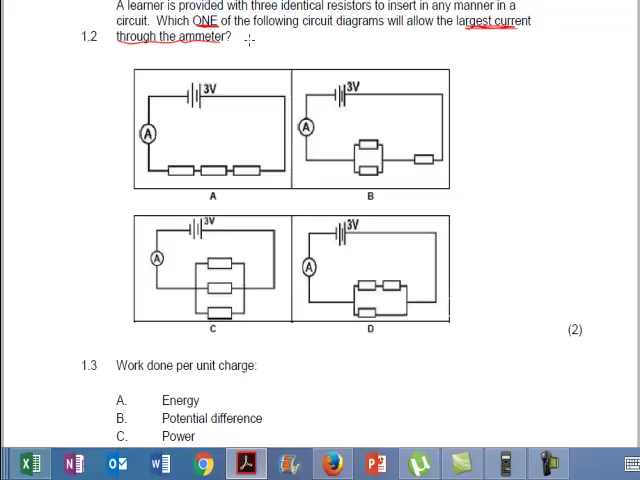 A learner is provided with three identical resistors to insert in any manner in a
circuit. Which ONE of the following circuit diagrams will allow the largest current
1.2 through the ammeter?
3V
3V
A
A
A
B
3V
3V
A
A
C
D
(2)
1.3 Work done per unit charge:
A. Energy
B. Potential difference
C. Power